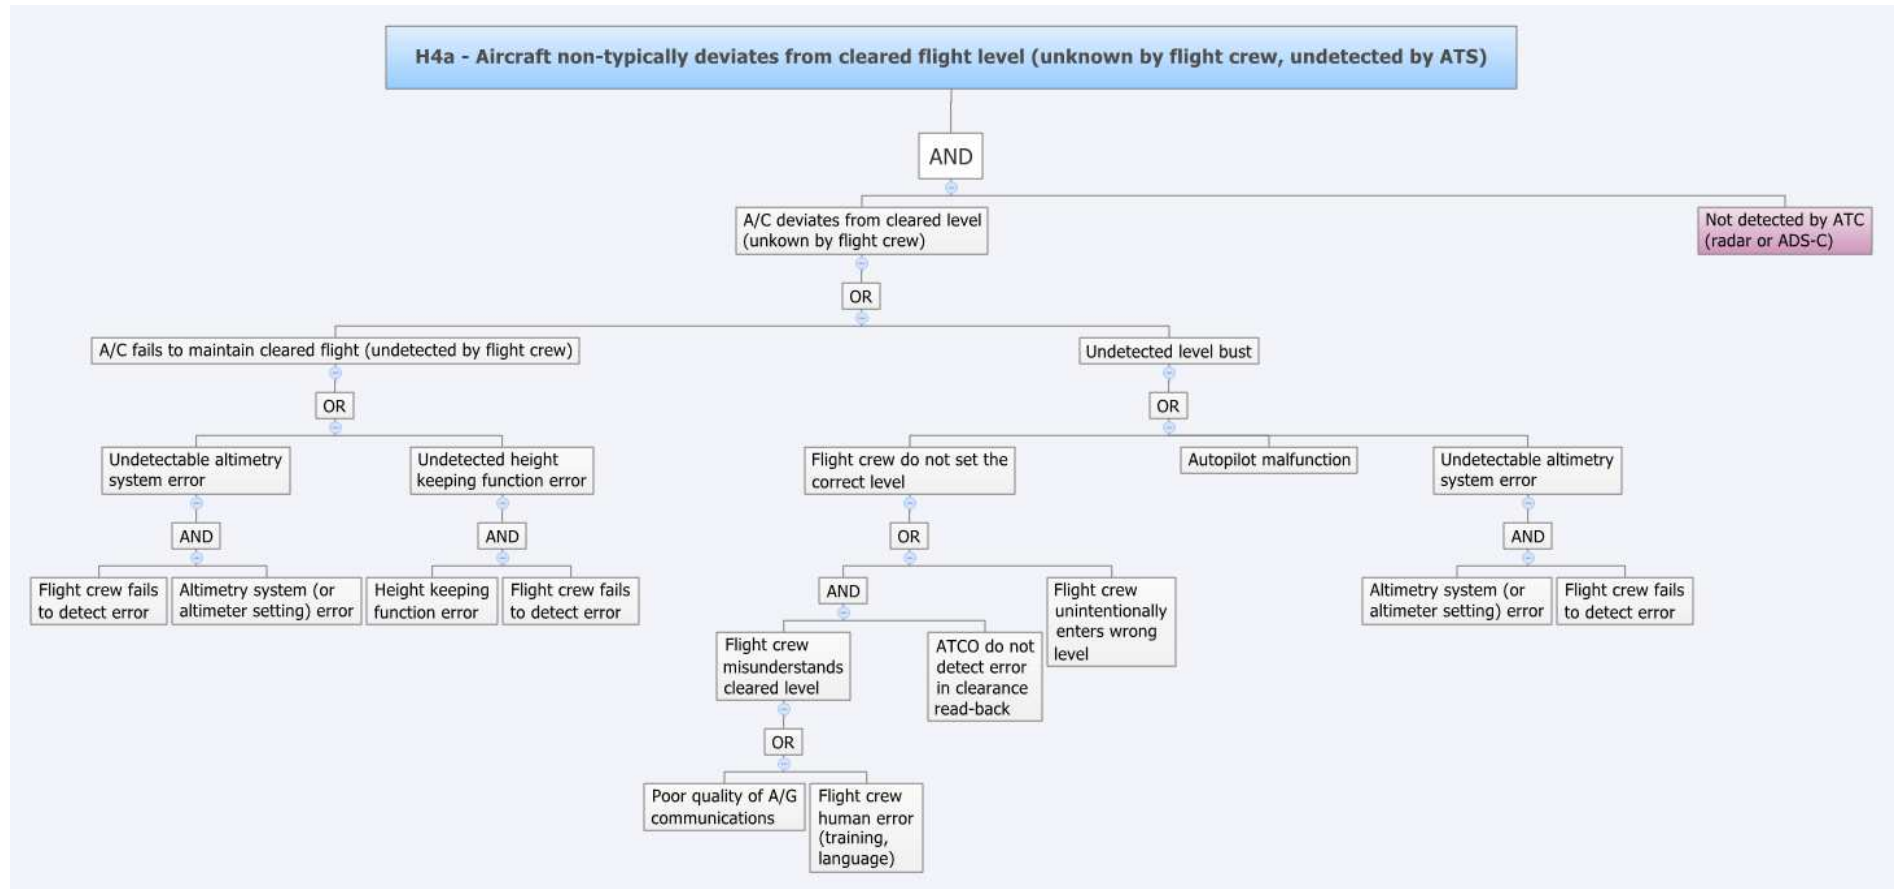 H4a - Aircraft non-typically deviates from cleared flight level (unknown by flight crew, undetected by ATS)
AND
A/C deviates from cleared level
(unkown by flight crew)
Not detected by ATC
(radar or ADS-C)
OR
A/C fails to maintain cleared flight (undetected by flight crew)
Undetected level bust
OR
OR
Undetectable altimetry
system error
Undetected height
keeping function error
Flight crew do not set the
correct level
Autopilot malfunction
Undetectable altimetry
system error
AND
AND
OR
AND
Flight crew fails
to detect error
Altimetry system (or
altimeter setting) error
Height keeping
function error
Flight crew fails
to detect error
AND
Flight crew
unintentionally
enters wrong
level
Altimetry system (or
altimeter setting) error
Flight crew fails
to detect error
Flight crew
misunderstands
cleared level
ATCO do not
detect error
in clearance
read-back
OR
Poor quality of A/G
communications
Flight crew
human error
(training,
language)